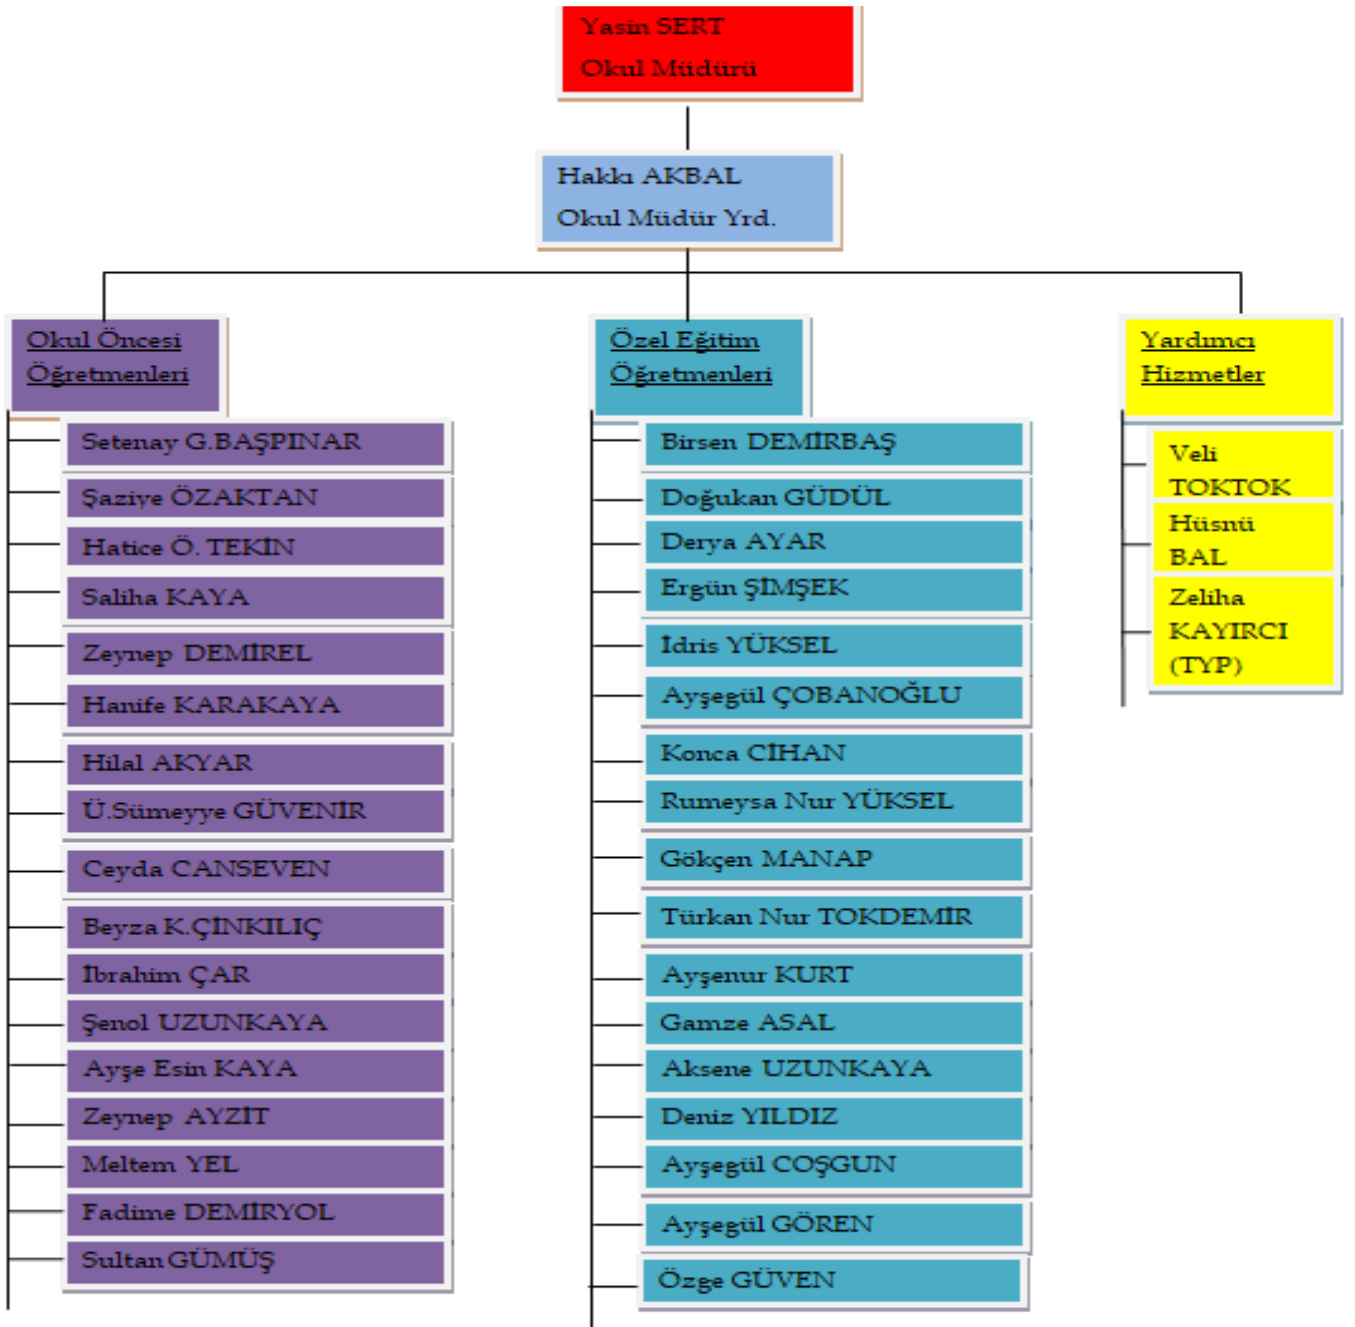 Yasin SERT
Okul Müdürü
Hakkı AKBAL
Okul Müdür Yrd.
Okul Öncesi
Öğretmenleri
Setenay G.BAŞPINAR
Şaziye ÖZAKTAN
Hatice Ö. TEKİN
Saliha KAYA
Zeynep DEMİREL
Hanife KARAKAYA
Hilal AKYAR
Ü.Sümeyye GÜVENİR
Ceyda CANSEVEN
Beyza K.ÇİNKILIÇ
İbrahim ÇAR
Şenol UZUNKAYA
Ayşe Esin KAYA
Zeynep AYZİT
Meltem YEL
Fadime DEMİRYOL
Sultan GÜMÜŞ
Özel Eğitim
Öğretmenleri
Birsen DEMİRBAŞ
Doğukan GÜDÜL
Derya AYAR
Ergün ŞİMŞEK
İdris YÜKSEL
Ayşegül ÇOBANOĞLU
Konca CİHAN
Rumeysa Nur YÜKSEL
Gökçen MANAP
Türkan Nur TOKDEMİR
Ayşenur KURT
Gamze ASAL
Aksene UZUNKAYA
Deniz YILDIZ
Ayşegül COŞGUN
Ayşegül GÖREN
Özge GÜVEN
Yardımcı
Hizmetler
Veli
TOKTOK
Hüsnü
BAL
Zeliha
KAYIRCI
(TYP)